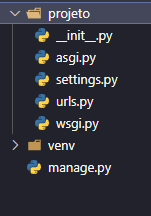 projeto
__init__.py
asgi.py
settings.py
urls.py
wsgi.py
venv
manage.py